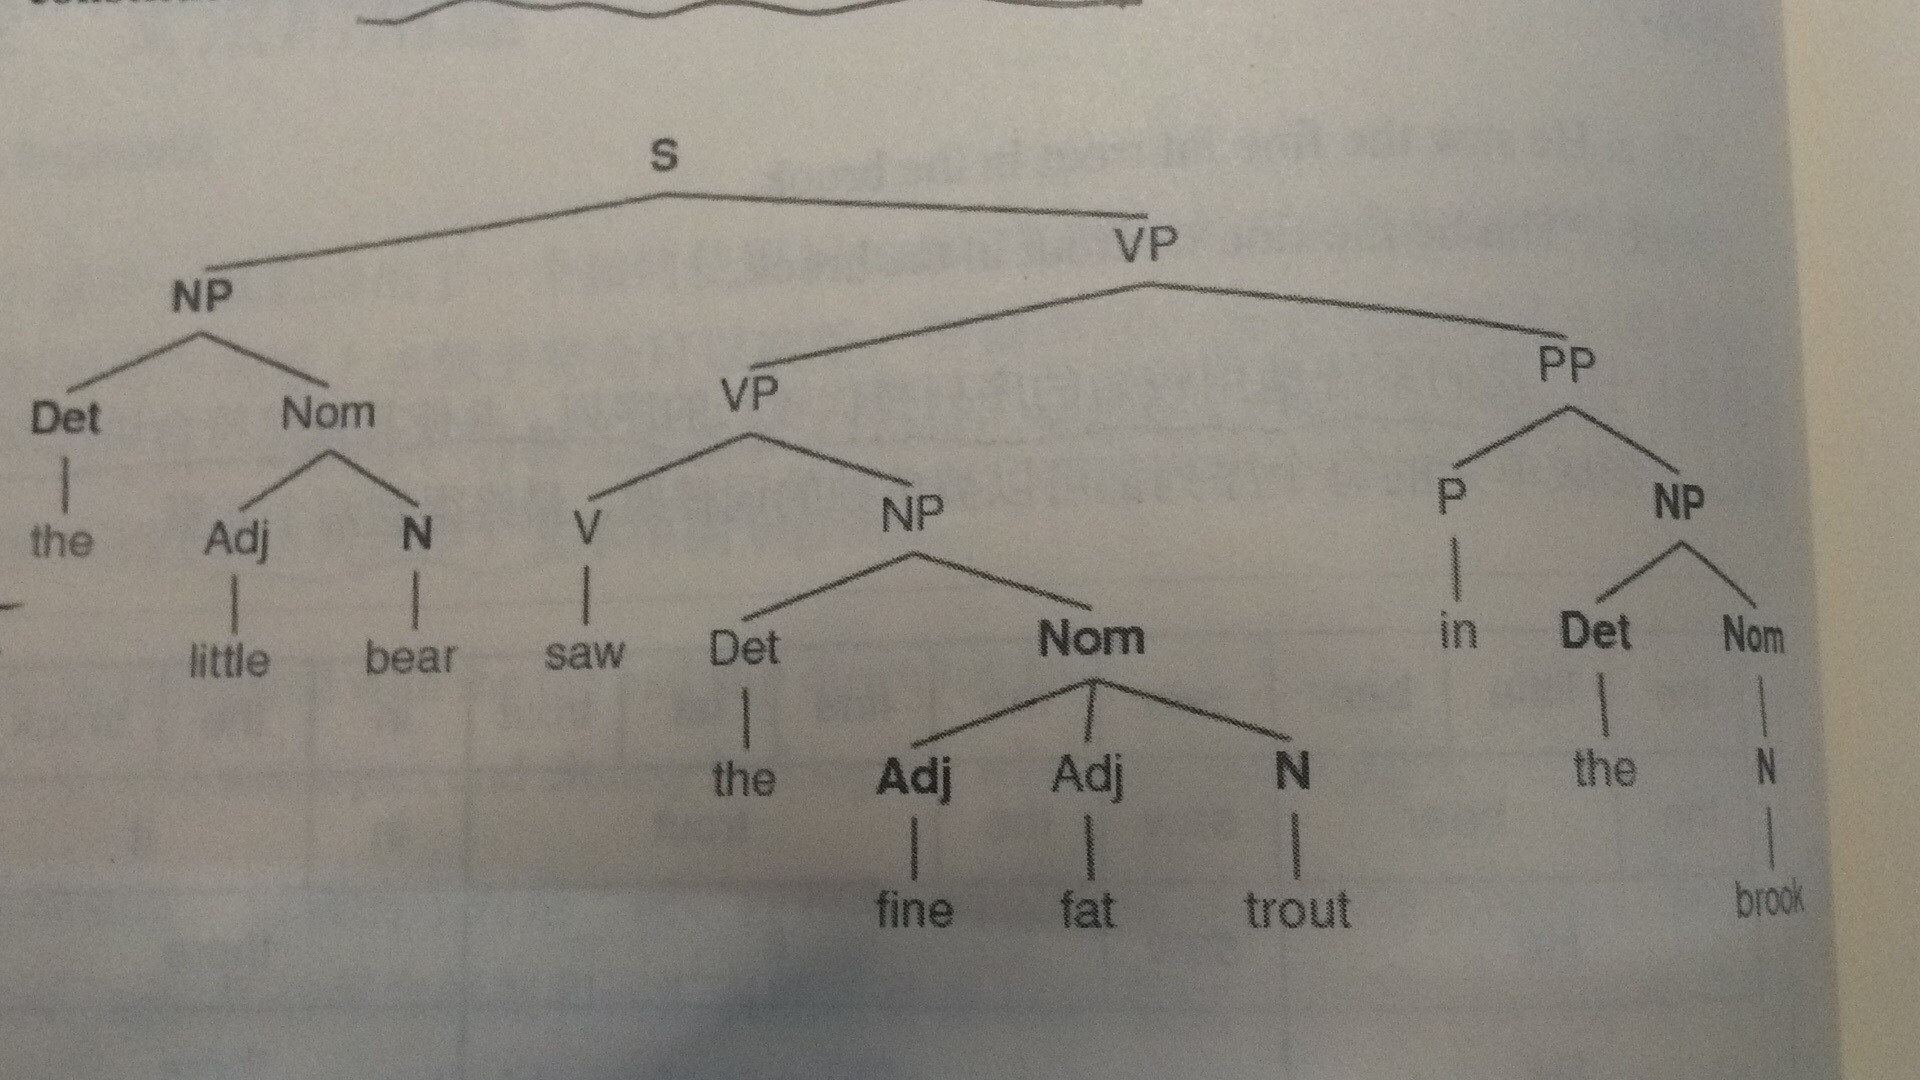 S
NP VP
Det Nom VP PP
the Adj N V NP P NP
little bear saw Det Nom in Det Nom
the Adj Adj N the N
fine fat trout brook